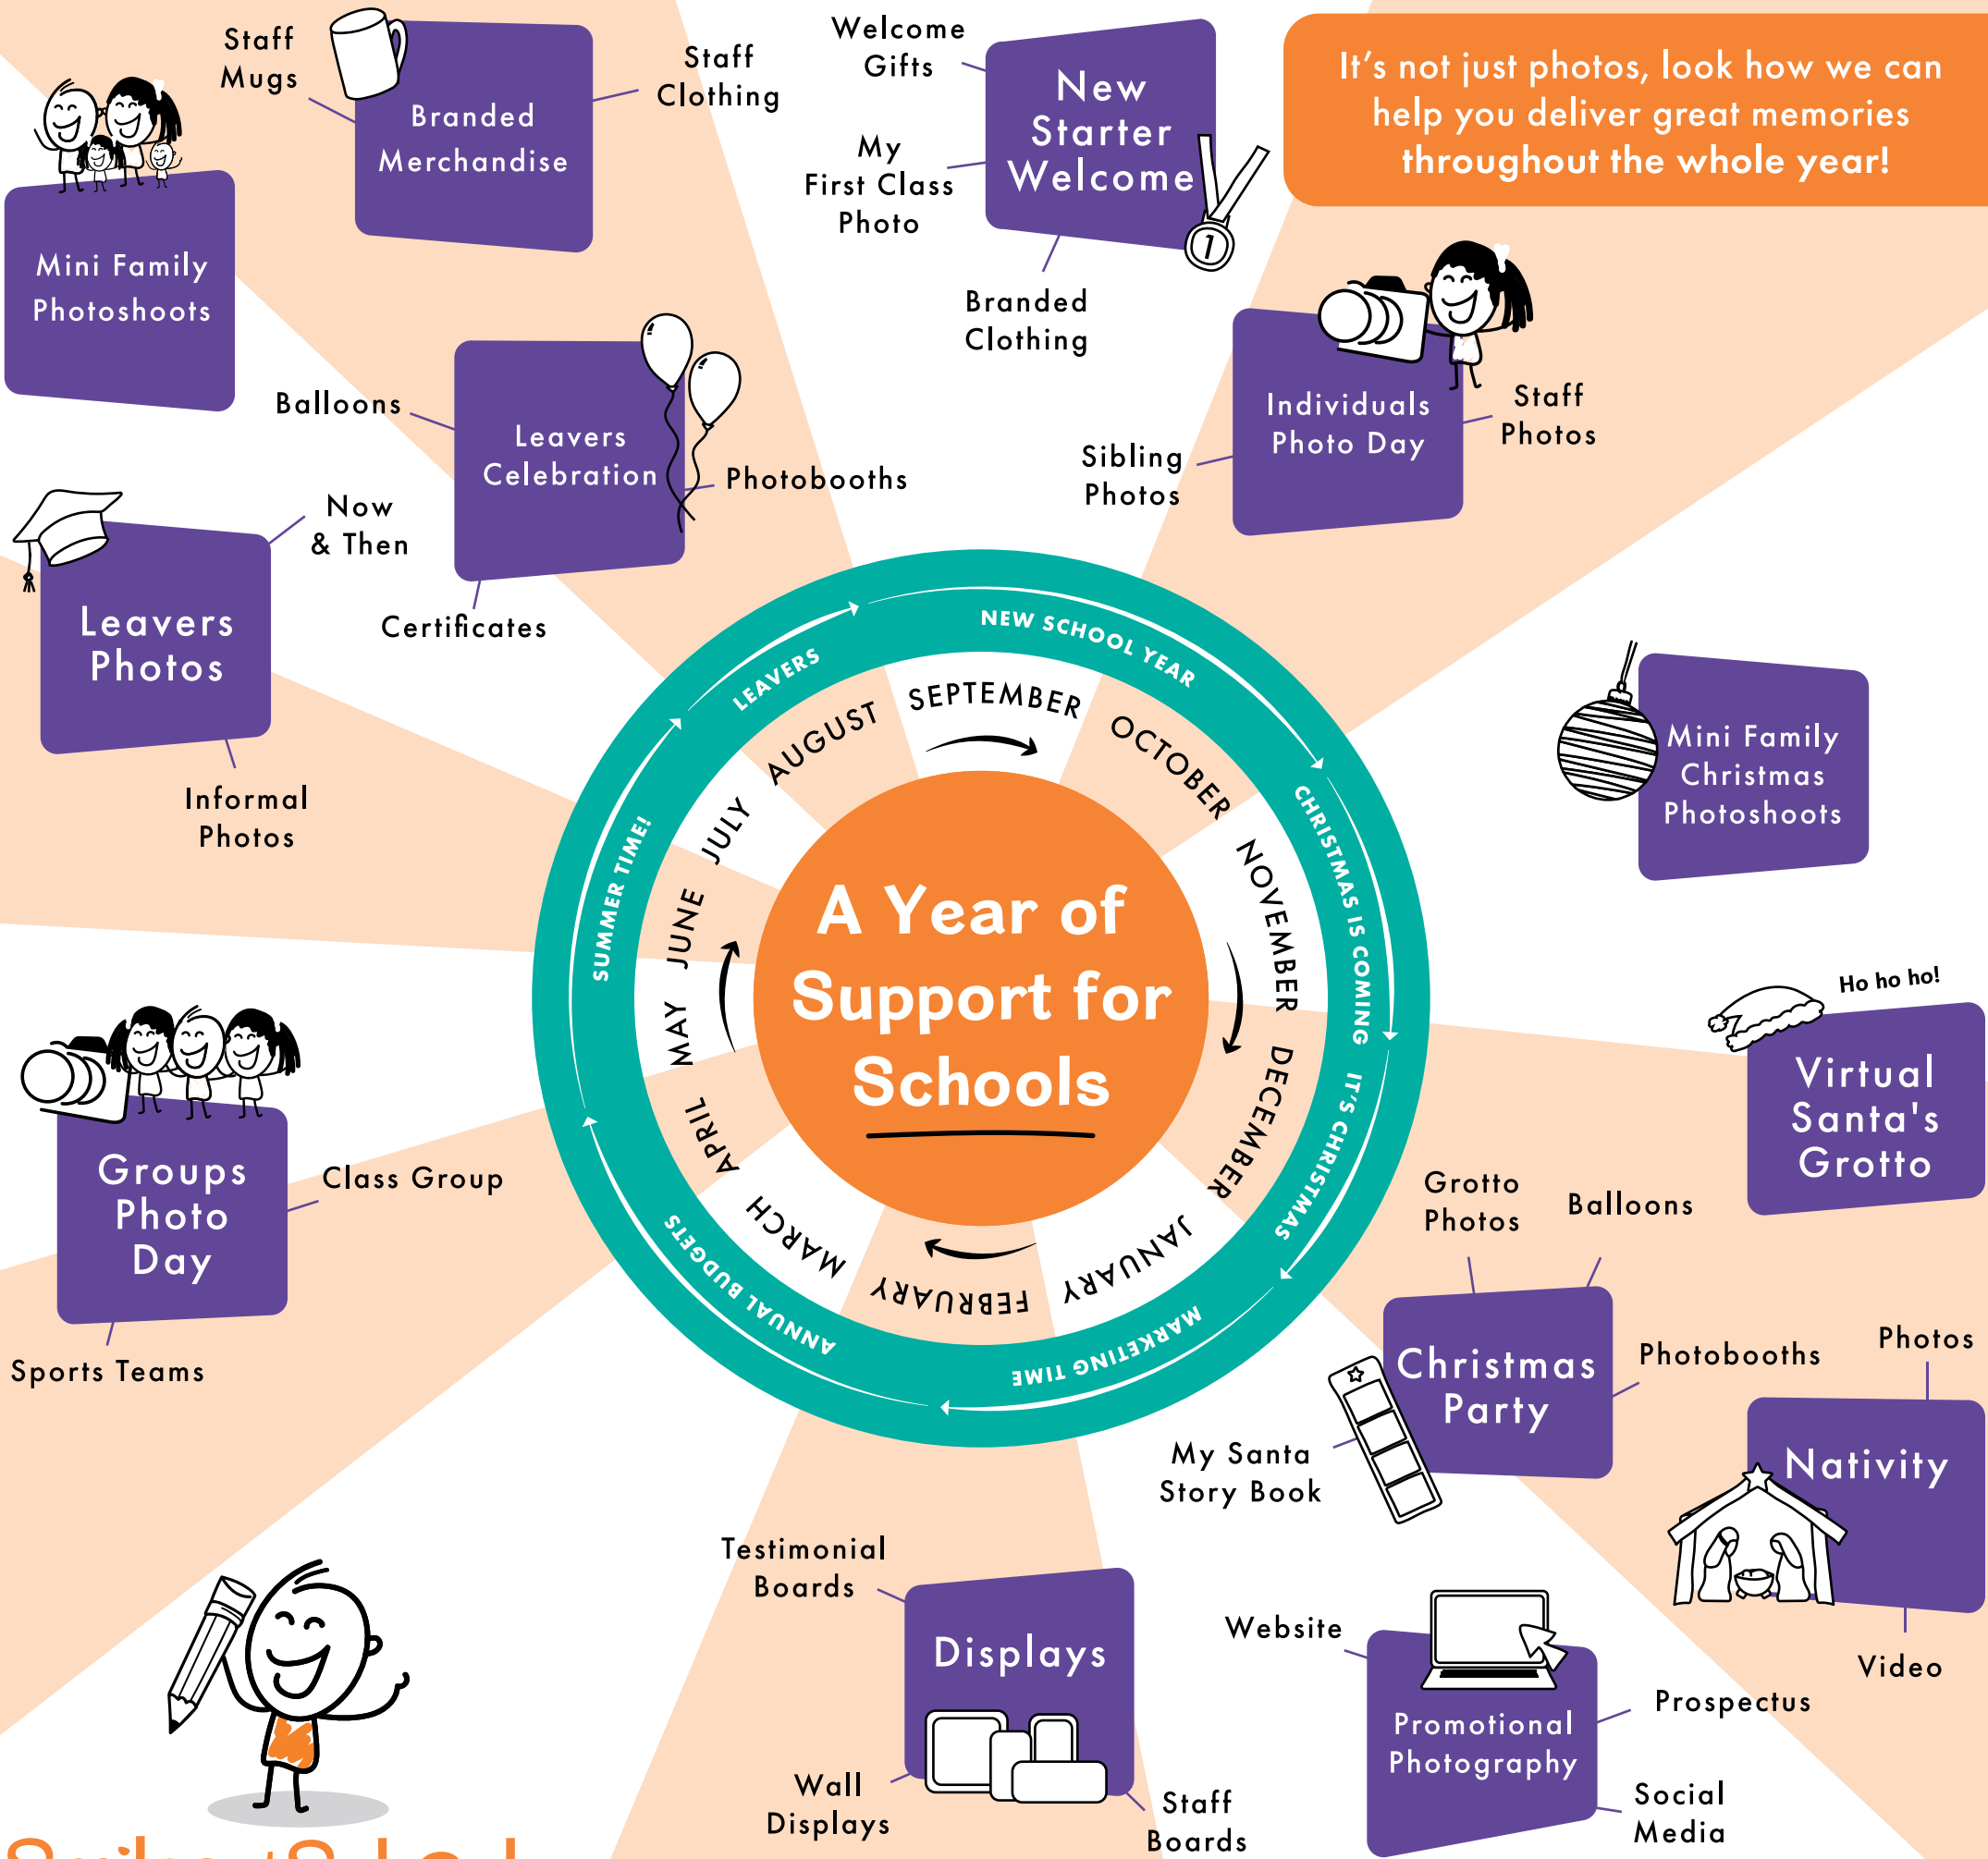 It's not just photos, look how we can
help you deliver great memories
throughout the whole year!
A Year of
Support for
Schools
SEPTEMBER
OCTOBER
NOVEMBER
DECEMBER
JANUARY
FEBRUARY
MARCH
APRIL
MAY
JUNE
JULY
AUGUST
NEW SCHOOL YEAR
CHRISTMAS IS COMING
IT'S CHRISTMAS
MARKETING TIME
ANNUAL BUDGETS
SUMMER TIME!
LEAVERS
New
Starter
Welcome
Welcome
Gifts
My
First Class
Photo
Branded
Clothing
Individuals
Photo Day
Sibling
Photos
Staff
Photos
Mini Family
Christmas
Photoshoots
Ho ho ho!
Virtual
Santa's
Grotto
Christmas
Party
Grotto
Photos
Balloons
Photobooths
My Santa
Story Book
Nativity
Photos
Video
Promotional
Photography
Website
Prospectus
Social
Media
Displays
Testimonial
Boards
Wall
Displays
Staff
Boards
Groups
Photo
Day
Class Group
Sports Teams
Leavers
Photos
Now
& Then
Informal
Photos
Leavers
Celebration
Balloons
Photobooths
Certificates
Mini Family
Photoshoots
Branded
Merchandise
Staff
Mugs
Staff
Clothing